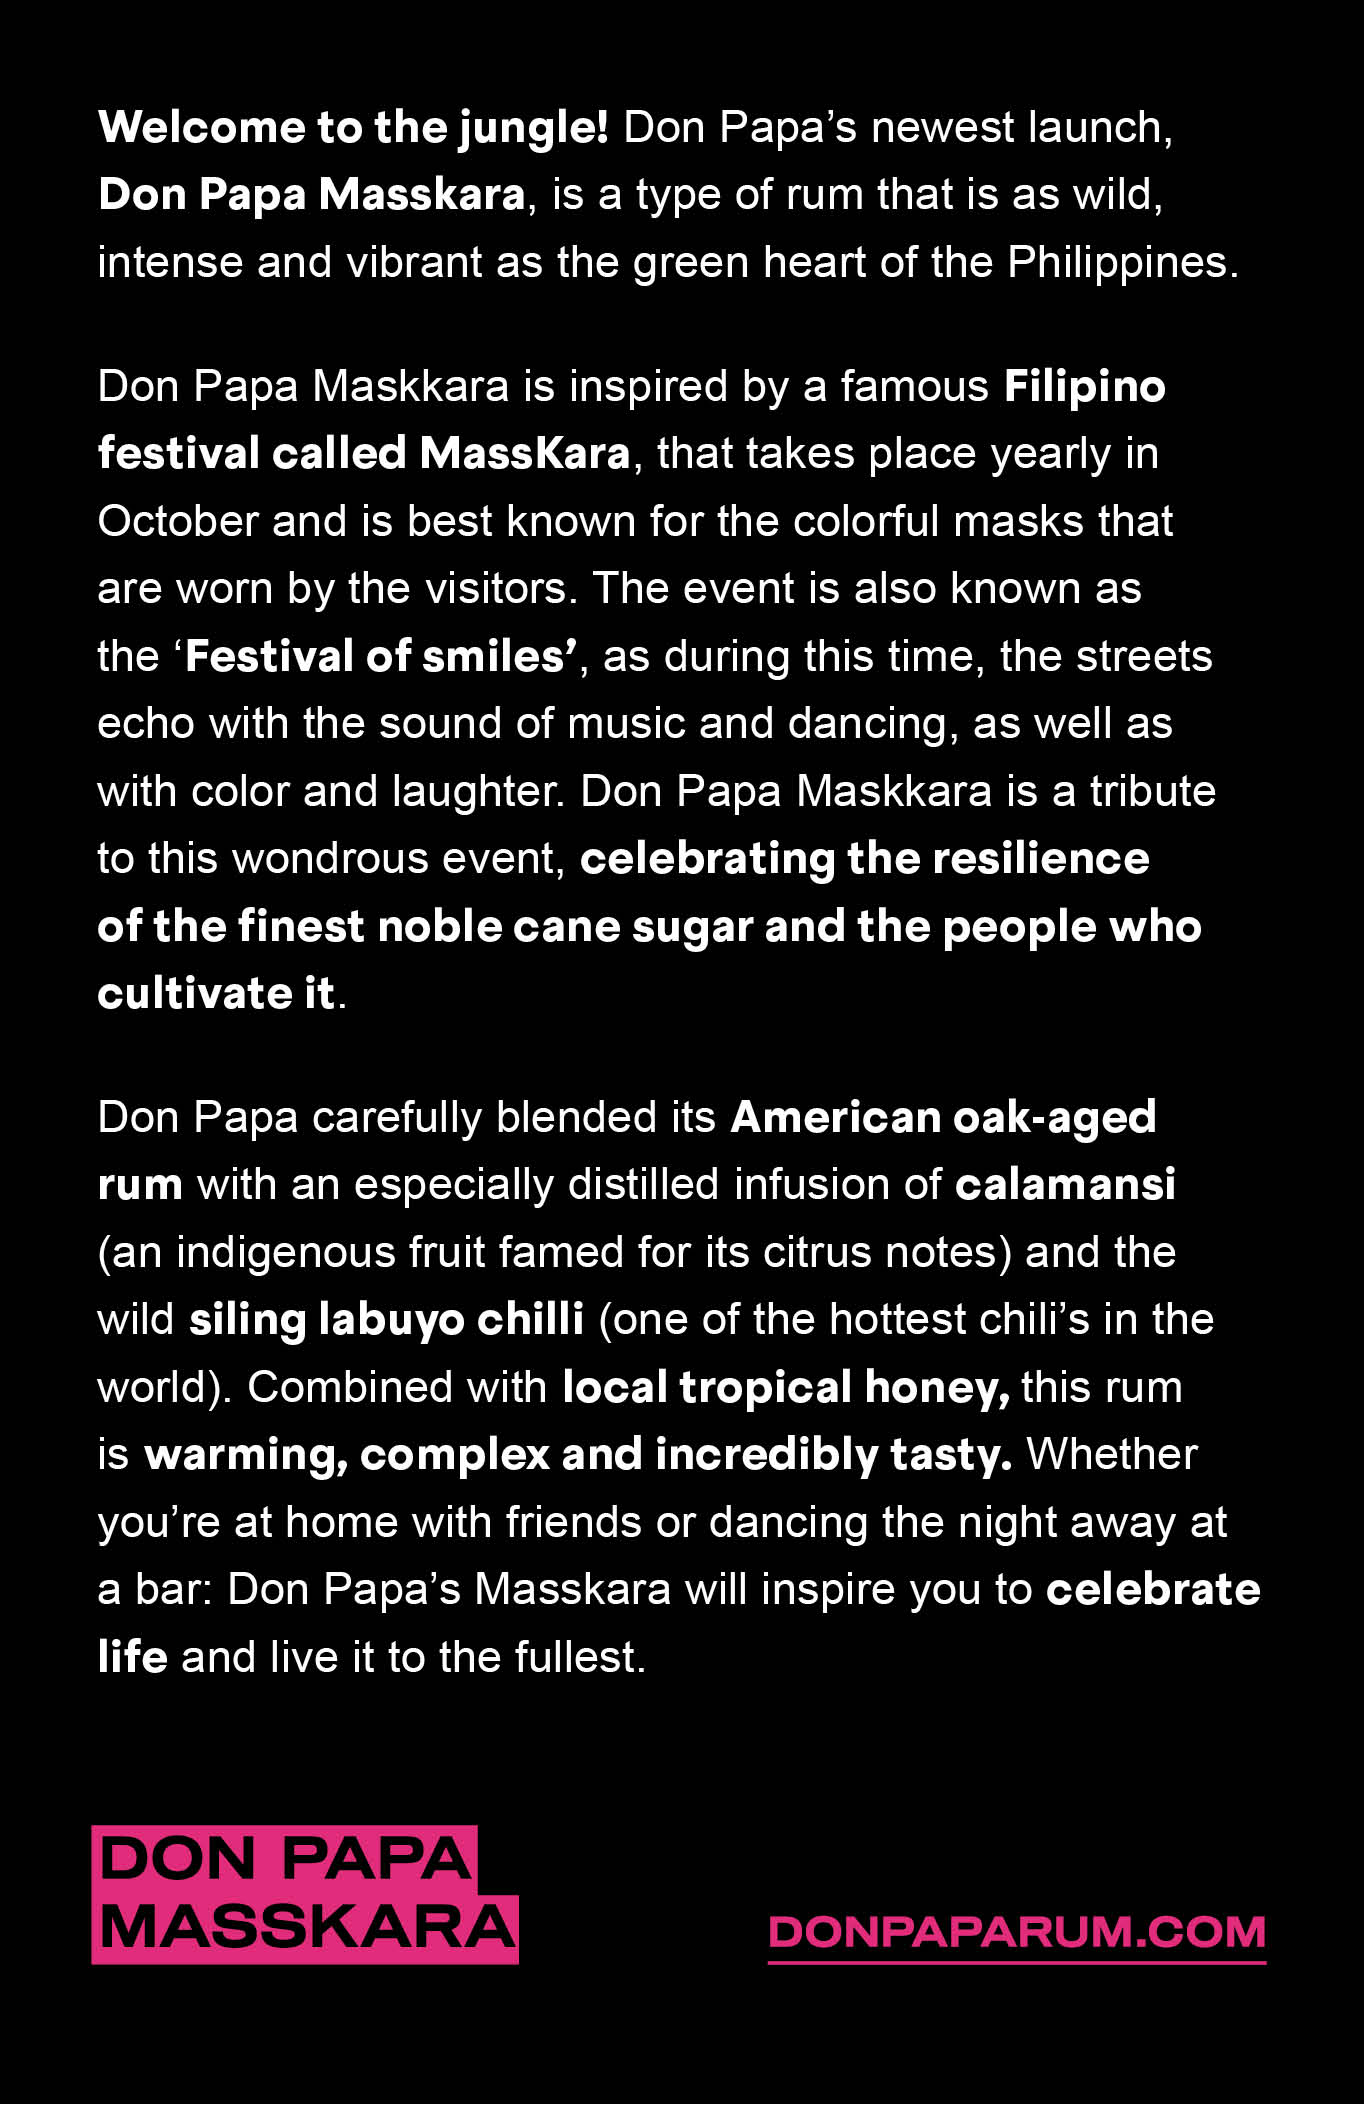 Welcome to the jungle! Don Papa’s newest launch,
Don Papa Masskara, is a type of rum that is as wild,
intense and vibrant as the green heart of the Philippines.
Don Papa Maskkara is inspired by a famous Filipino
festival called MassKara, that takes place yearly in
October and is best known for the colorful masks that
are worn by the visitors. The event is also known as
the ‘Festival of smiles’, as during this time, the streets
echo with the sound of music and dancing, as well as
with color and laughter. Don Papa Maskkara is a tribute
to this wondrous event, celebrating the resilience
of the finest noble cane sugar and the people who
cultivate it.
Don Papa carefully blended its American oak-aged
rum with an especially distilled infusion of calamansi
(an indigenous fruit famed for its citrus notes) and the
wild siling labuyo chilli (one of the hottest chili’s in the
world). Combined with local tropical honey, this rum
is warming, complex and incredibly tasty. Whether
you’re at home with friends or dancing the night away at
a bar: Don Papa’s Masskara will inspire you to celebrate
life and live it to the fullest.
DON PAPA
MASSKARA
DONPAPARUM.COM